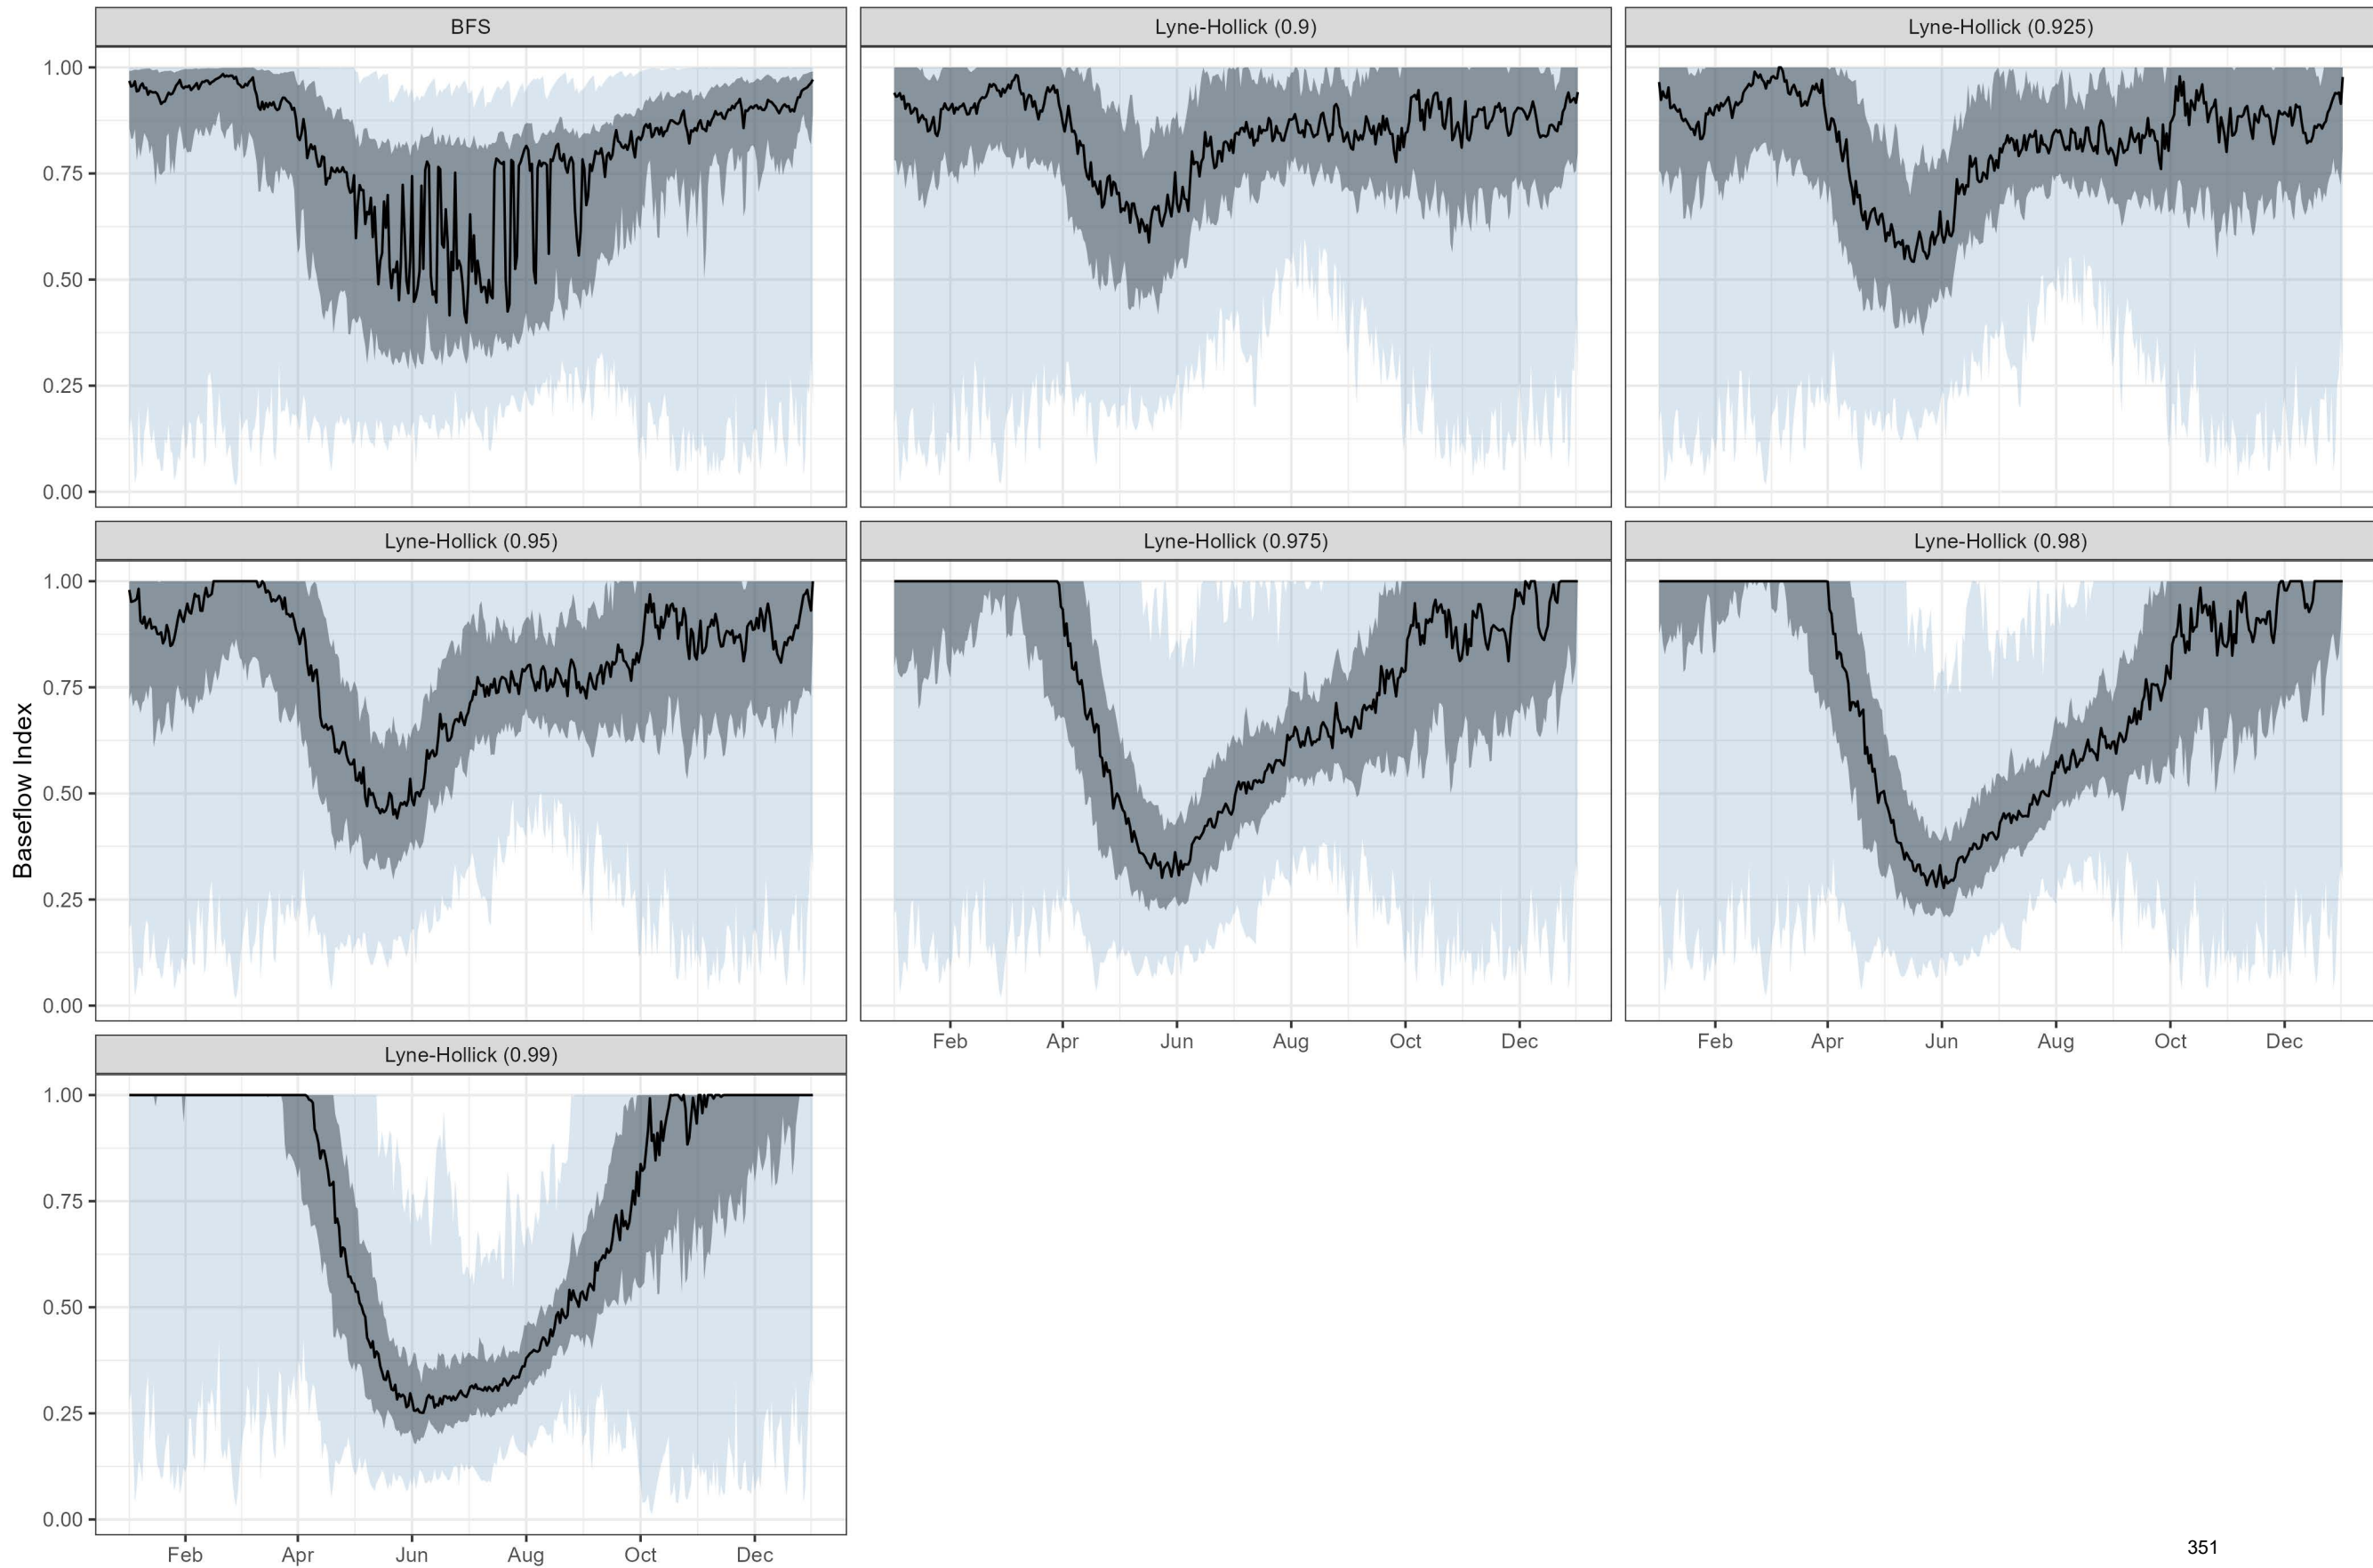 BFS
Lyne-Hollick (0.9)
Lyne-Hollick (0.925)
1.00
0.75
0.50
0.25
0.00
Lyne-Hollick (0.95)
Lyne-Hollick (0.975)
Lyne-Hollick (0.98)
1.00
0.75
0.50
0.25
0.00
Baseflow Index
Feb Apr Jun Aug Oct Dec
Feb Apr Jun Aug Oct Dec
Lyne-Hollick (0.99)
1.00
0.75
0.50
0.25
0.00
Feb Apr Jun Aug Oct Dec
351